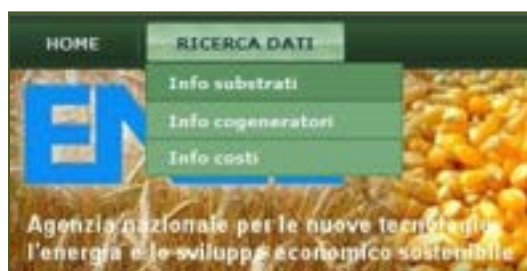 HOME RICERCA DATI
Info substrati
Info cogeneratori
Info costi
Agenzia nazionale per le nuove tecnologie
l'energia e lo sviluppo economico sostenibile